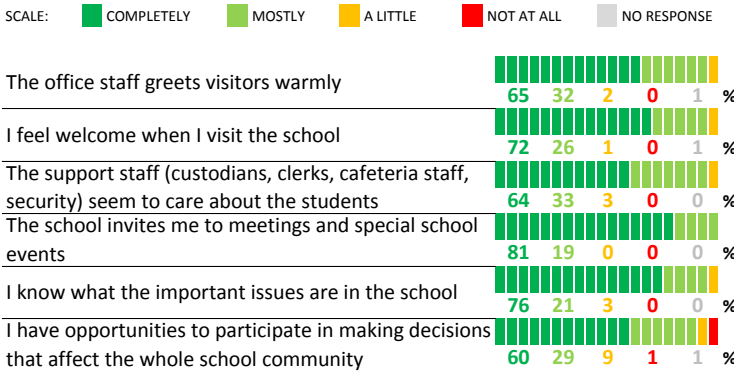 SCALE: COMPLETELY MOSTLY A LITTLE NOT AT ALL NO RESPONSE
The office staff greets visitors warmly
65 32 2 0 1 %
I feel welcome when I visit the school
72 26 1 0 1 %
The support staff (custodians, clerks, cafeteria staff,
security) seem to care about the students
64 33 3 0 0 %
The school invites me to meetings and special school
events
81 19 0 0 0 %
I know what the important issues are in the school
76 21 3 0 0 %
I have opportunities to participate in making decisions
that affect the whole school community
60 29 9 1 1 %